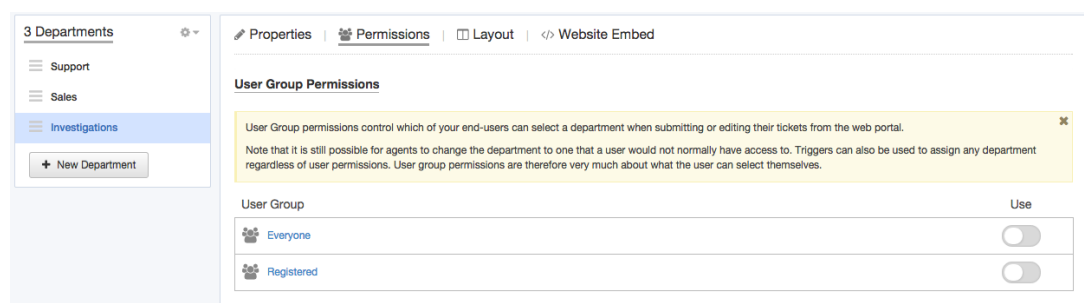 3 Departments
Support
Sales
Investigations
+ New Department
Properties | Permissions | Layout | </> Website Embed
User Group Permissions
User Group permissions control which of your end-users can select a department when submitting or editing their tickets from the web portal.
Note that it is still possible for agents to change the department to one that a user would not normally have access to. Triggers can also be used to assign any department
regardless of user permissions. User group permissions are therefore very much about what the user can select themselves.
User Group Use
Everyone
Registered